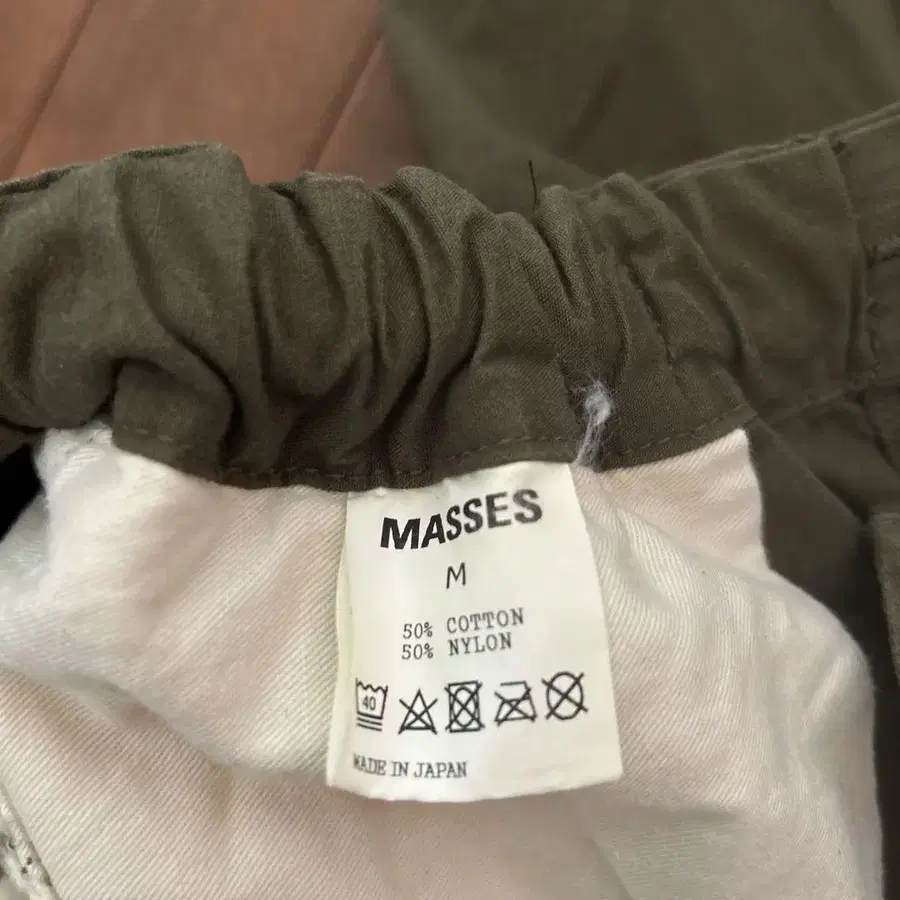 MASSES
M
50% COTTON
50% NYLON
40
MADE IN JAPAN